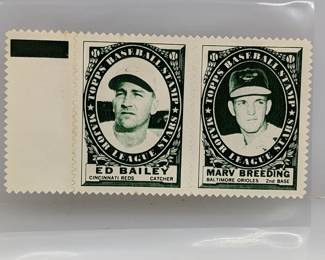 TOPPS BASEBALL STAMP
MAJOR LEAGUE STARS
ED BAILEY
CINCINNATI REDS CATCHER
TOPPS BASEBALL STAMP
MAJOR LEAGUE STARS
MARV BREEDING
BALTIMORE ORIOLES 2nd BASE